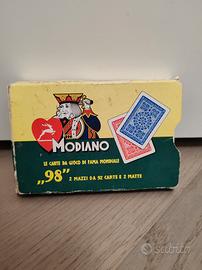 MODIANO
LE CARTE DA GIOCO DI FAMA MONDIALE
„98”
2 MAZZI DA 52 CARTE E 2 MATTE
subito